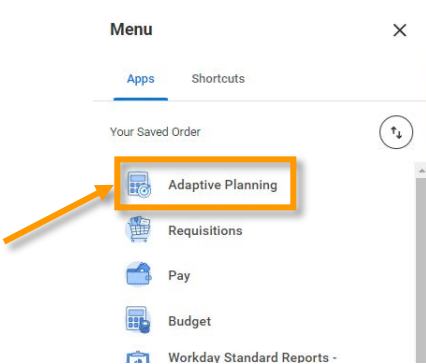 Menu
Apps Shortcuts
Your Saved Order
Adaptive Planning
Requisitions
Pay
Budget
Workday Standard Reports -